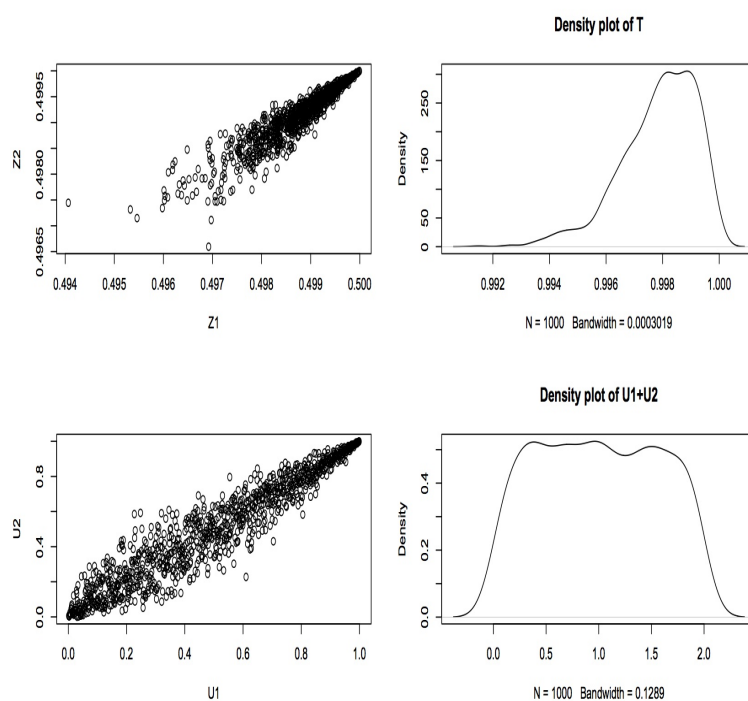 Density plot of T
Z2
0.4965 0.4980 0.4995
0.494 0.495 0.496 0.497 0.498 0.499 0.500
Z1
Density
0 50 150 250
0.992 0.994 0.996 0.998 1.000
N = 1000 Bandwidth = 0.0003019
Density plot of U1+U2
U2
0.0 0.4 0.8
0.0 0.2 0.4 0.6 0.8 1.0
U1
Density
0.0 0.2 0.4
0.0 0.5 1.0 1.5 2.0
N = 1000 Bandwidth = 0.1289